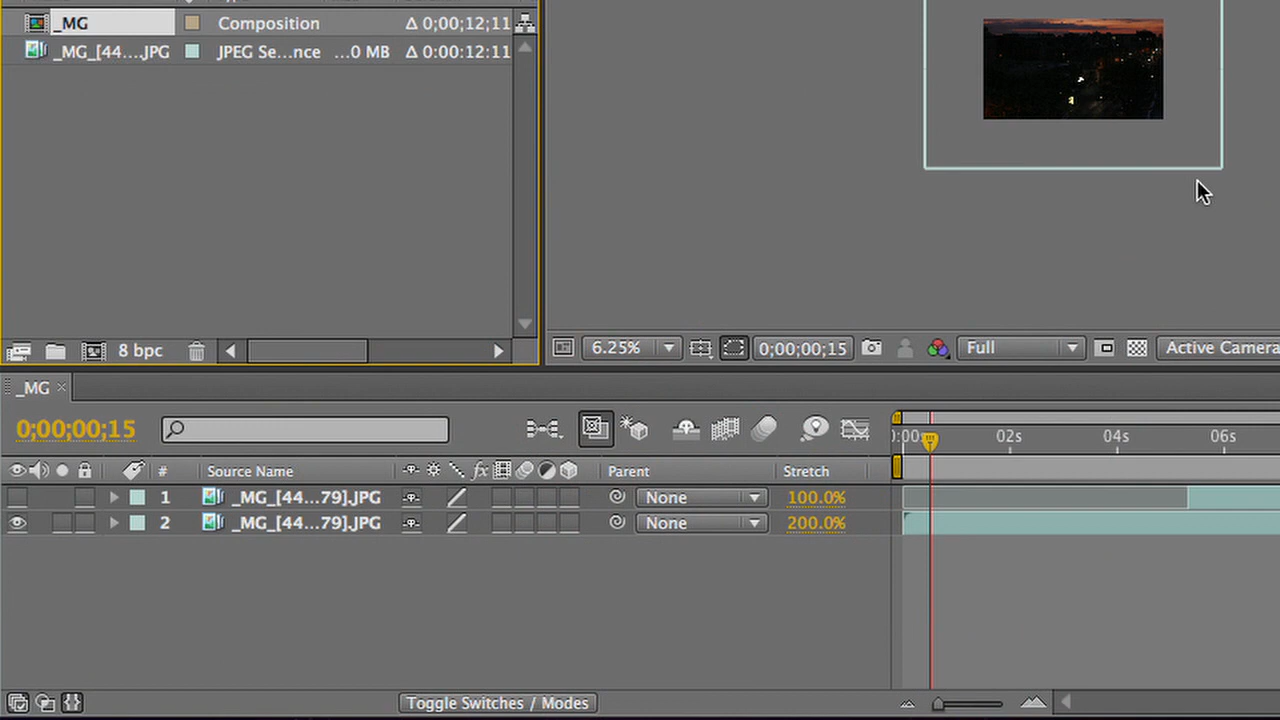 _MG Composition Δ 0;00;12;11
_MG_[44....JPG JPEG Se...nce ...0 MB Δ 0:00:12:11
8 bpc
6.25% 0;00;00;15 Full Active Camera
_MG
0;00;00;15
0:00s 02s 04s 06s
# Source Name fx Parent Stretch
1 _MG_[44...79].JPG None 100.0%
2 _MG_[44...79].JPG None 200.0%
Toggle Switches / Modes